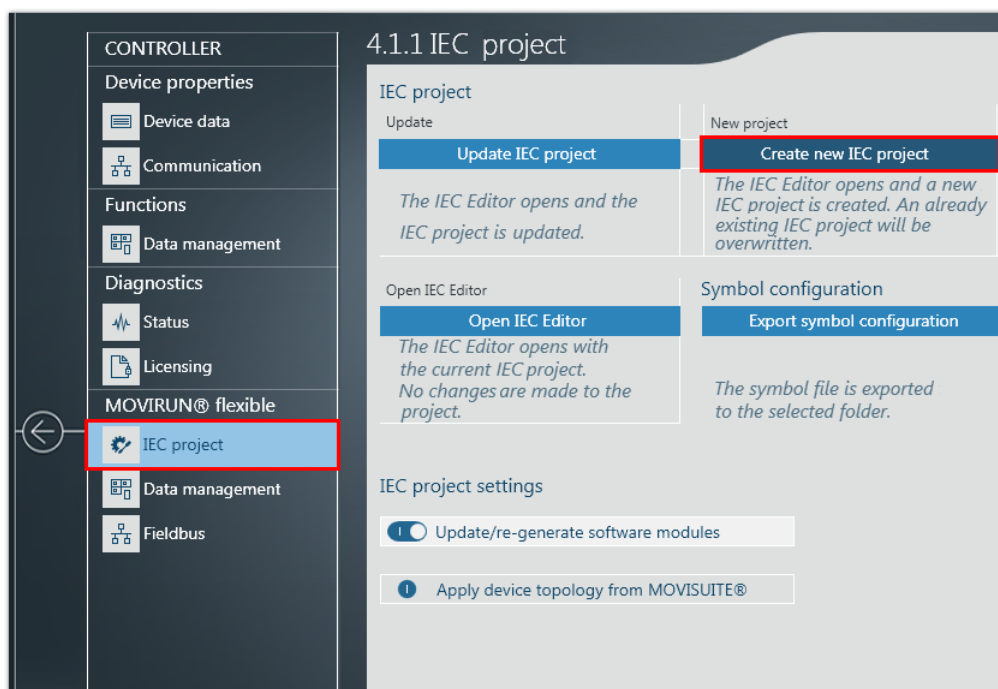 CONTROLLER
Device properties
Device data
Communication
Functions
Data management
Diagnostics
Status
Licensing
MOVIRUN® flexible
IEC project
Data management
Fieldbus
4.1.1 IEC project
IEC project
Update
Update IEC project
The IEC Editor opens and the
IEC project is updated.
New project
Create new IEC project
The IEC Editor opens and a new
IEC project is created. An already
existing IEC project will be
overwritten.
Open IEC Editor
Open IEC Editor
The IEC Editor opens with
the current IEC project.
No changes are made to the
project.
Symbol configuration
Export symbol configuration
The symbol file is exported
to the selected folder.
IEC project settings
Update/re-generate software modules
Apply device topology from MOVISUITE®